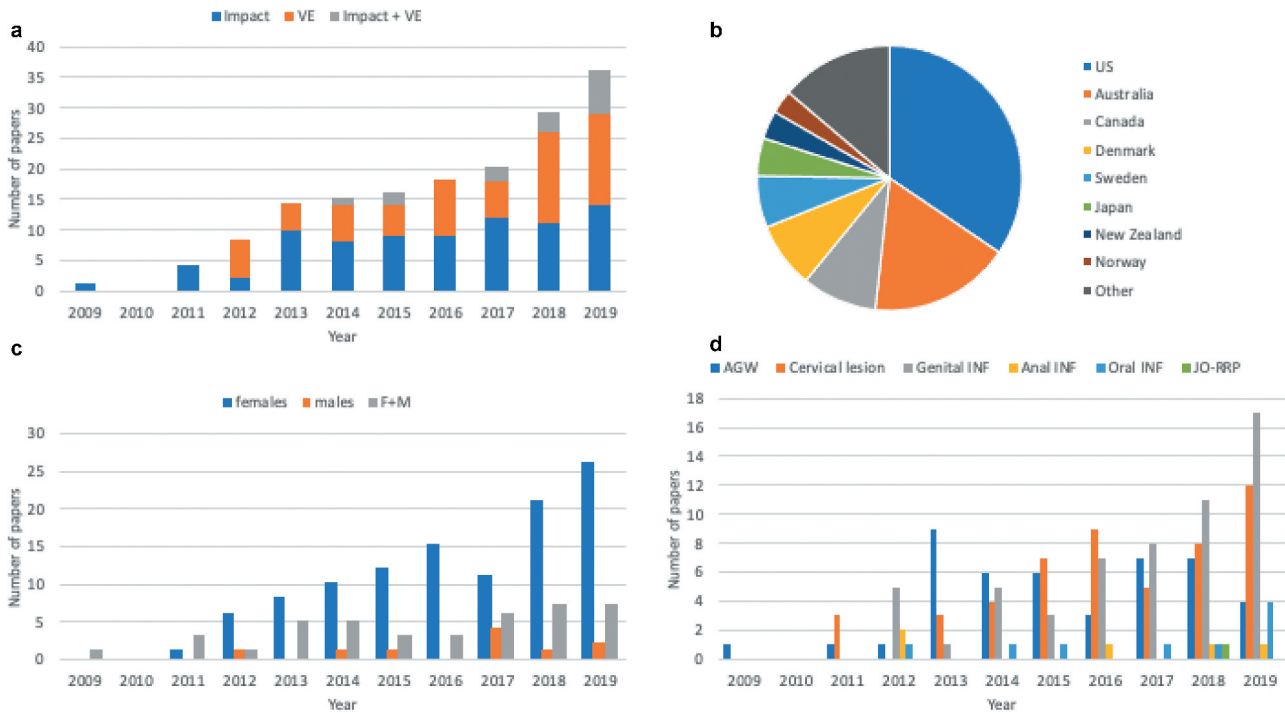 a
Impact VE Impact + VE
40
35
30
25
20
15
10
5
0
Number of papers
2009 2010 2011 2012 2013 2014 2015 2016 2017 2018 2019
Year
b
US
Australia
Canada
Denmark
Sweden
Japan
New Zealand
Norway
Other
c
females males F+M
30
25
20
15
10
5
0
Number of papers
2009 2010 2011 2012 2013 2014 2015 2016 2017 2018 2019
Year
d
AGW Cervical lesion Genital INF Anal INF Oral INF JO-RRP
18
16
14
12
10
8
6
4
2
0
Number of papers
2009 2010 2011 2012 2013 2014 2015 2016 2017 2018 2019
Year